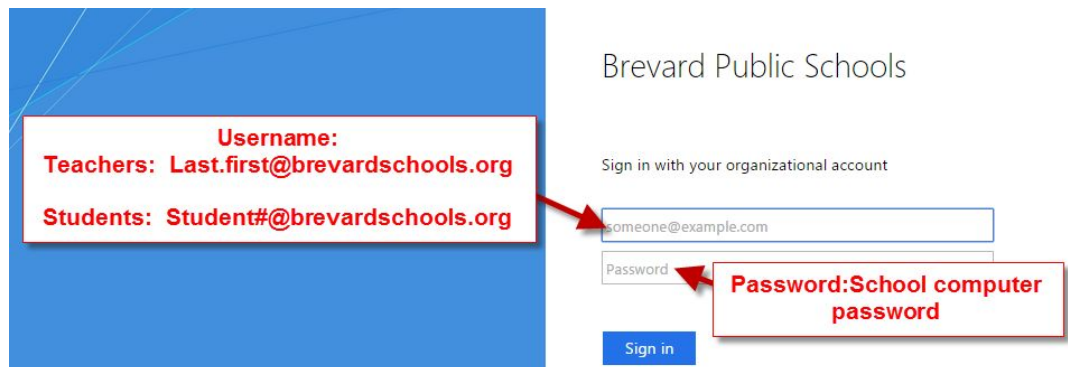 Brevard Public Schools
Username:
Teachers: Last.first@brevardschools.org
Students: Student#@brevardschools.org
Sign in with your organizational account
someone@example.com
Password
Password:School computer
password
Sign in